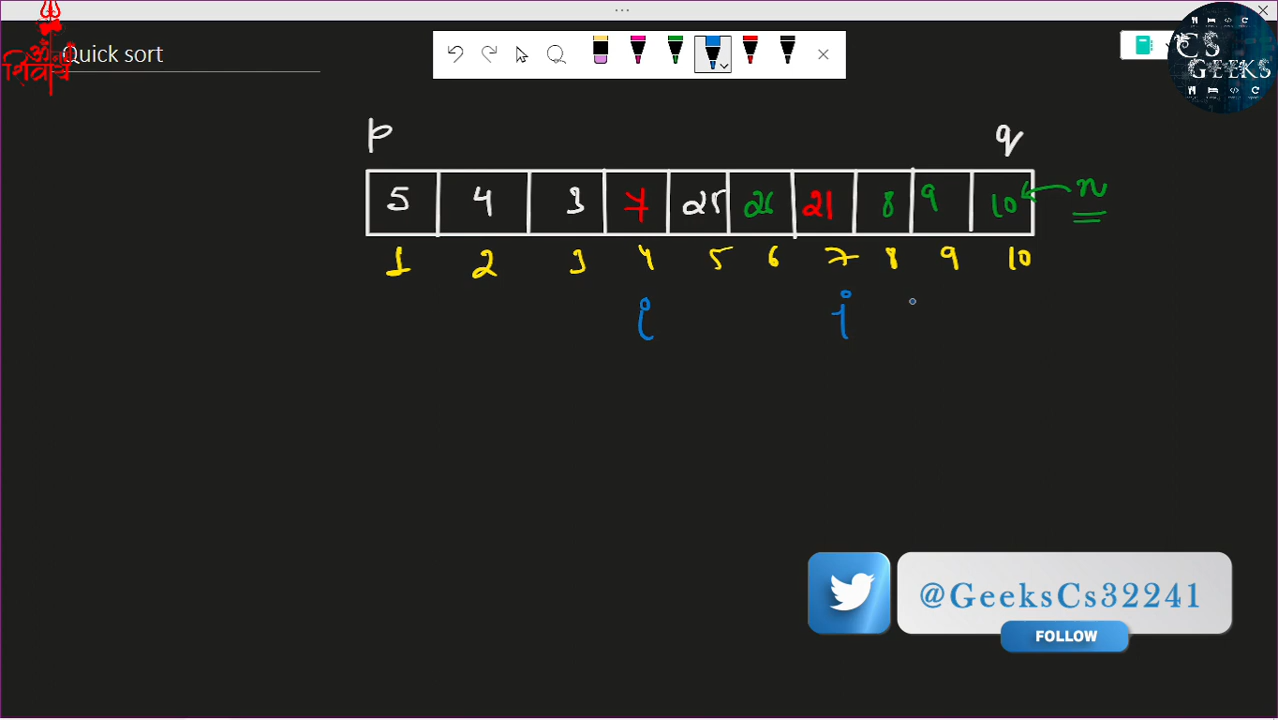 Quick sort
ॐ
शिवाय
CS
GEEKS
p q
5 4 3 7 25 26 21 8 9 10 n
1 2 3 4 5 6 7 8 9 10
i j
@GeeksCs32241
FOLLOW